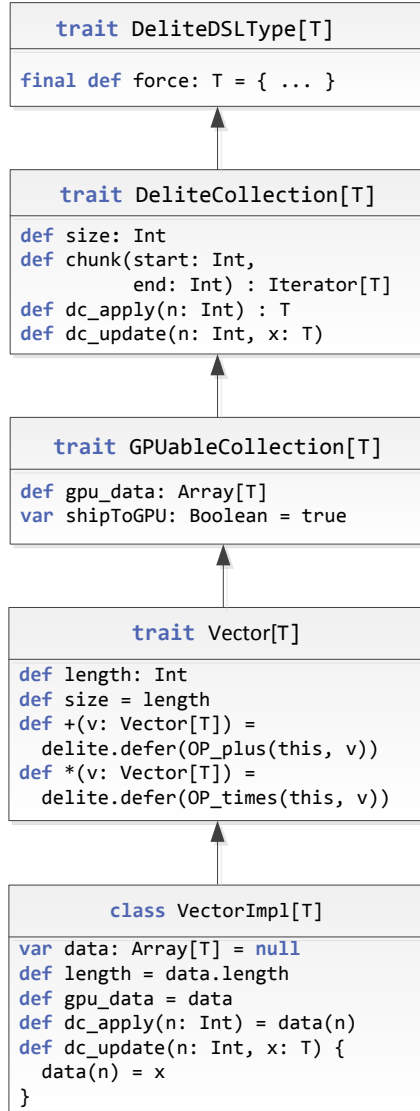 trait DeliteDSLType[T]
final def force: T = { ... }
trait DeliteCollection[T]
def size: Int
def chunk(start: Int,
end: Int) : Iterator[T]
def dc_apply(n: Int) : T
def dc_update(n: Int, x: T)
trait GPUableCollection[T]
def gpu_data: Array[T]
var shipToGPU: Boolean = true
trait Vector[T]
def length: Int
def size = length
def +(v: Vector[T]) =
delite.defer(OP_plus(this, v))
def *(v: Vector[T]) =
delite.defer(OP_times(this, v))
class VectorImpl[T]
var data: Array[T] = null
def length = data.length
def gpu_data = data
def dc_apply(n: Int) = data(n)
def dc_update(n: Int, x: T) {
data(n) = x
}